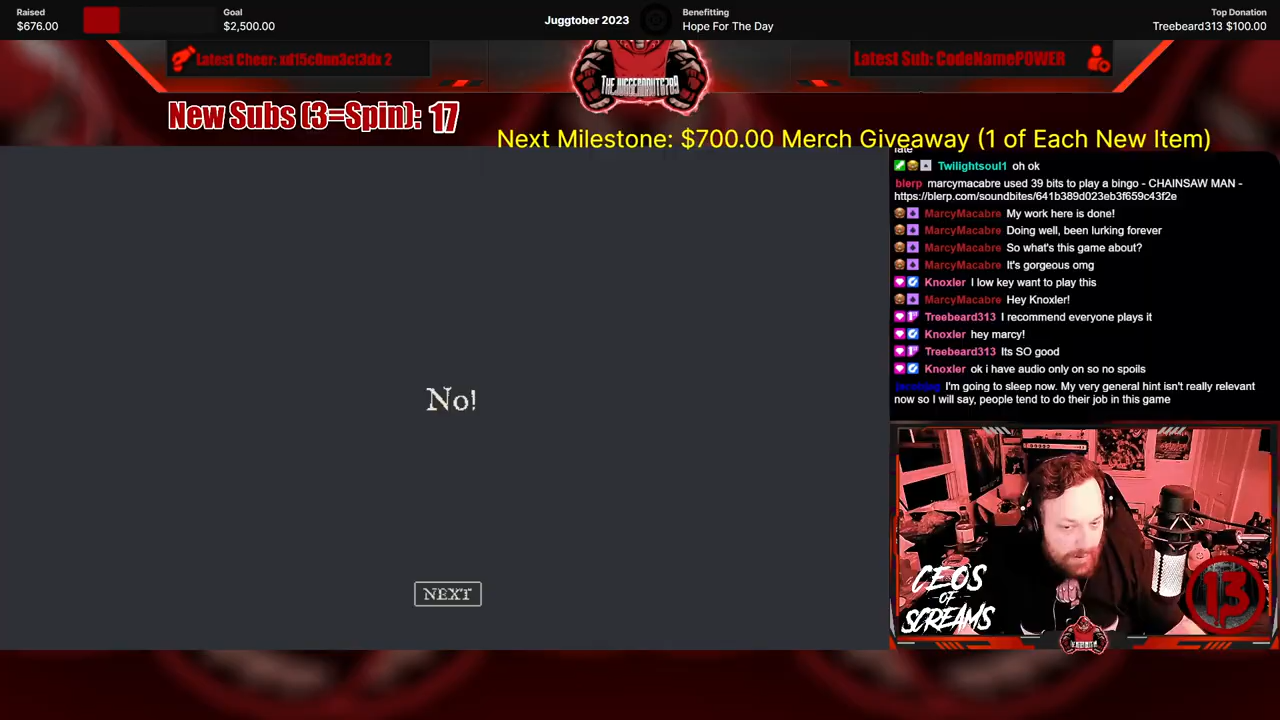 Raised
$676.00
Goal
$2,500.00
Juggtober 2023
Benefitting
Hope For The Day
Top Donation
Treebeard313 $100.00
Latest Cheer: xd15c0nn3ct3dx 2
THEJUGGERNAUT6789
Latest Sub: CodeNamePOWER
New Subs (3=Spin): 17
Next Milestone: $700.00 Merch Giveaway (1 of Each New Item)
Twilightsoul1 oh ok
blerp marcymacabre used 39 bits to play a bingo - CHAINSAW MAN -
https://blerp.com/soundbites/641b389d023eb3f659c43f2e
MarcyMacabre My work here is done!
MarcyMacabre Doing well, been lurking forever
MarcyMacabre So what's this game about?
MarcyMacabre It's gorgeous omg
Knoxler I low key want to play this
MarcyMacabre Hey Knoxler!
Treebeard313 I recommend everyone plays it
Knoxler hey marcy!
Treebeard313 Its SO good
Knoxler ok i have audio only on so no spoils
I'm going to sleep now. My very general hint isn't really relevant
now so I will say, people tend to do their job in this game
No!
NEXT
CEOS
OF
SCREAMS
13